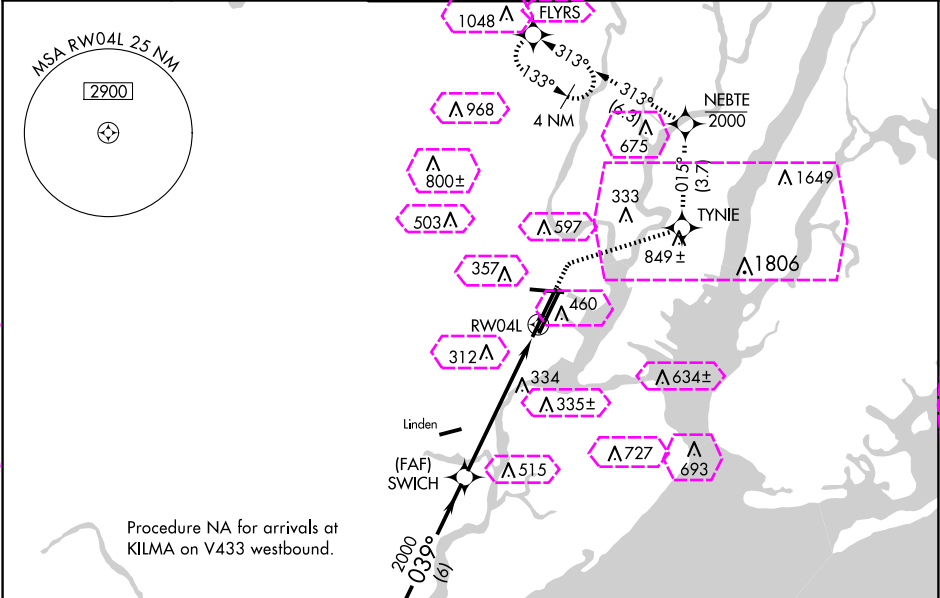 1048
FLYRS
MSA RW04L 25 NM
2900
313°
133°
4 NM
313°
(6.3)
NEBTE
2000
968
675
800±
015°
(3.7)
1649
503
333
TYNIE
597
849±
1806
357
460
RW04L
312
334
634±
335±
Linden
727
693
(FAF)
SWICH
515
Procedure NA for arrivals at
KILMA on V433 westbound.
2000
039°
(6)